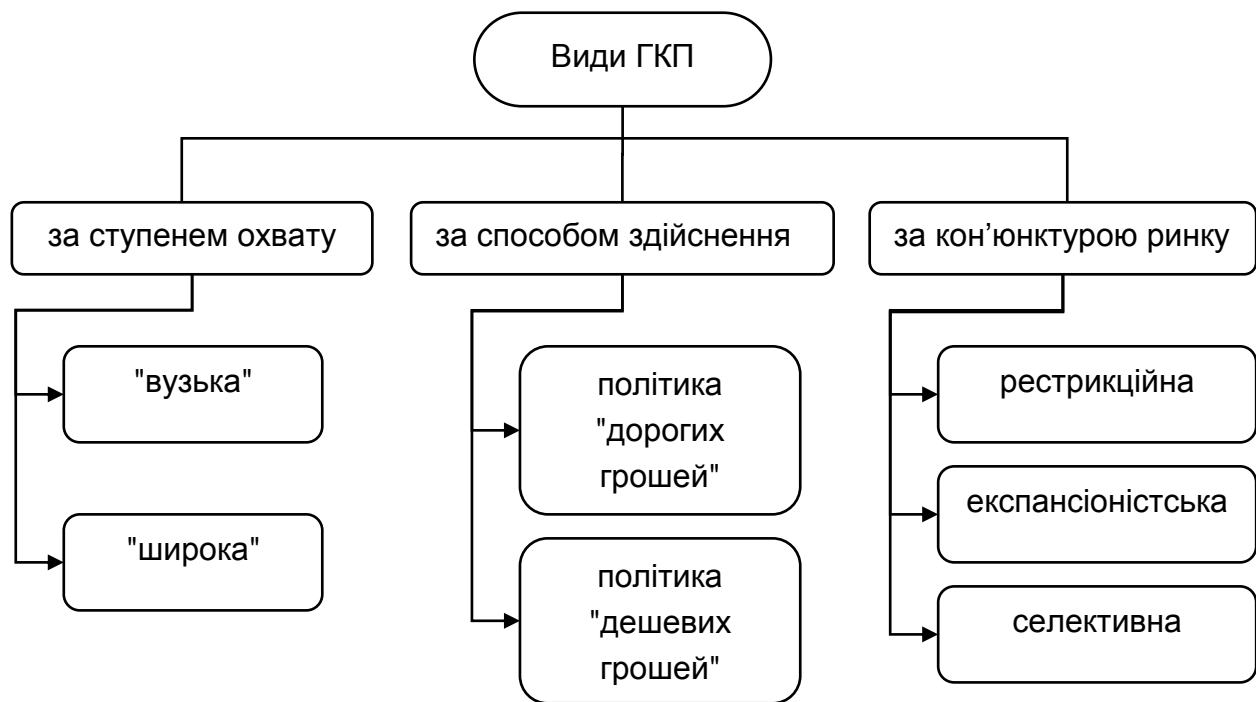 Види ГКП
за ступенем охвату
"вузька"
"широка"
за способом здійснення
політика
"дорогих
грошей"
політика
"дешевих
грошей"
за кон’юнктурою ринку
рестрикційна
експансіоністська
селективна